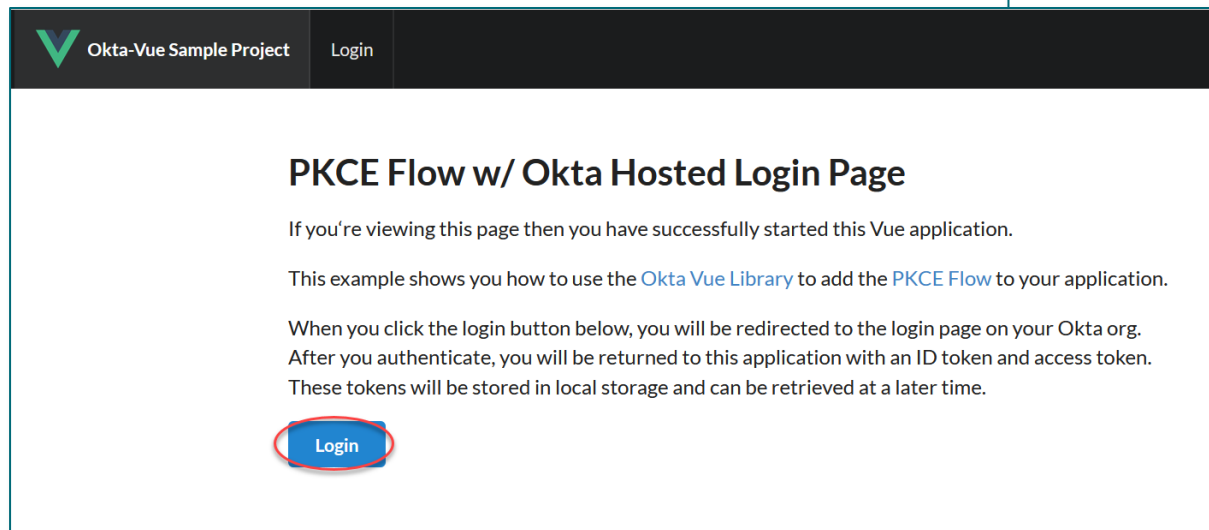 Okta-Vue Sample Project Login
PKCE Flow w/ Okta Hosted Login Page
If you're viewing this page then you have successfully started this Vue application.
This example shows you how to use the Okta Vue Library to add the PKCE Flow to your application.
When you click the login button below, you will be redirected to the login page on your Okta org.
After you authenticate, you will be returned to this application with an ID token and access token.
These tokens will be stored in local storage and can be retrieved at a later time.
Login